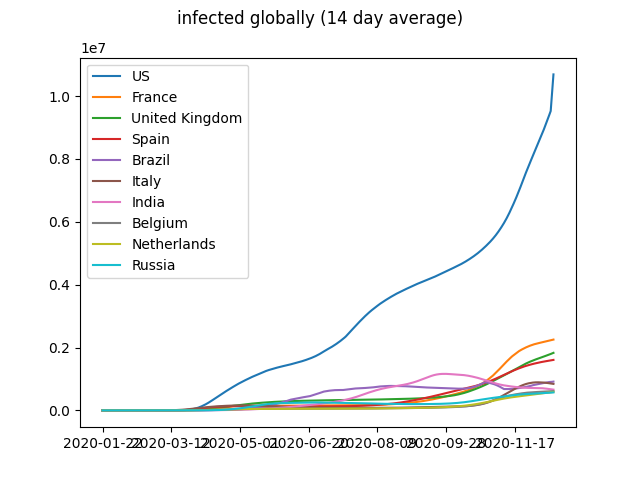 infected globally (14 day average)
1e7
1.0
0.8
0.6
0.4
0.2
0.0
US
France
United Kingdom
Spain
Brazil
Italy
India
Belgium
Netherlands
Russia
2020-01-22 2020-03-12 2020-05-01 2020-06-20 2020-08-09 2020-09-28 2020-11-17